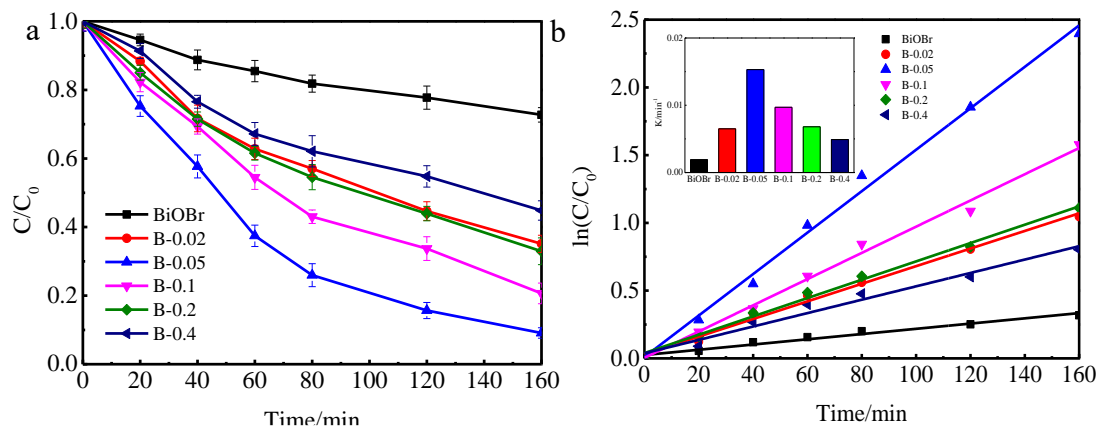 a
1.0
0.8
0.6
0.4
0.2
0.0
C/C0
BiOBr
B-0.02
B-0.05
B-0.1
B-0.2
B-0.4
0 20 40 60 80 100 120 140 160
Time/min
b
2.5
2.0
1.5
1.0
0.5
0.0
ln(C/C0)
0.02
0.01
0.00
K/min-1
BiOBr B-0.02 B-0.05 B-0.1 B-0.2 B-0.4
BiOBr
B-0.02
B-0.05
B-0.1
B-0.2
B-0.4
0 20 40 60 80 100 120 140 160
Time/min